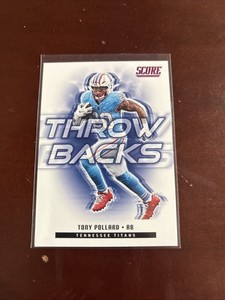 SCORE
THROW
BACKS
TONY POLLARD • RB
TENNESSEE TITANS